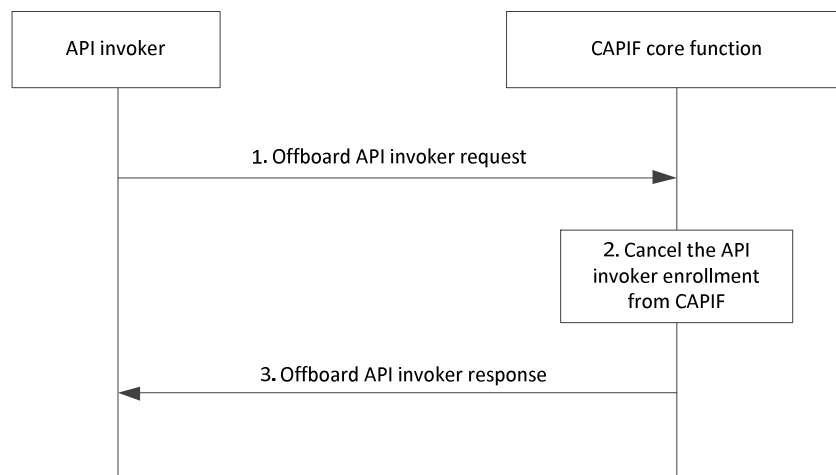 API invoker
CAPIF core function
1. Offboard API invoker request
2. Cancel the API
invoker enrollment
from CAPIF
3. Offboard API invoker response